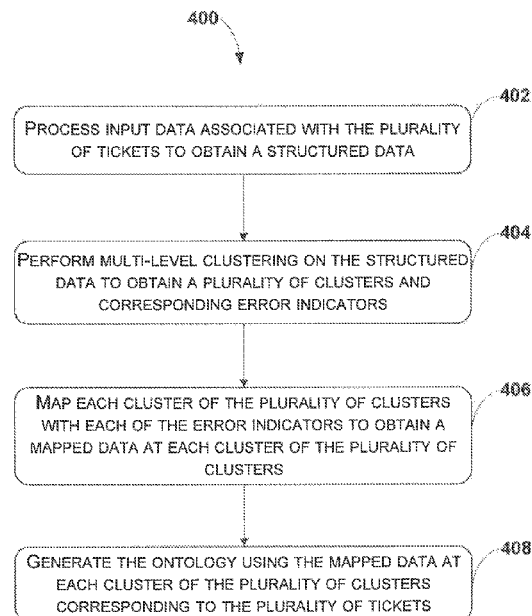 400
402
PROCESS INPUT DATA ASSOCIATED WITH THE PLURALITY
OF TICKETS TO OBTAIN A STRUCTURED DATA
404
PERFORM MULTI-LEVEL CLUSTERING ON THE STRUCTURED
DATA TO OBTAIN A PLURALITY OF CLUSTERS AND
CORRESPONDING ERROR INDICATORS
406
MAP EACH CLUSTER OF THE PLURALITY OF CLUSTERS
WITH EACH OF THE ERROR INDICATORS TO OBTAIN A
MAPPED DATA AT EACH CLUSTER OF THE PLURALITY OF
CLUSTERS
408
GENERATE THE ONTOLOGY USING THE MAPPED DATA AT
EACH CLUSTER OF THE PLURALITY OF CLUSTERS
CORRESPONDING TO THE PLURALITY OF TICKETS